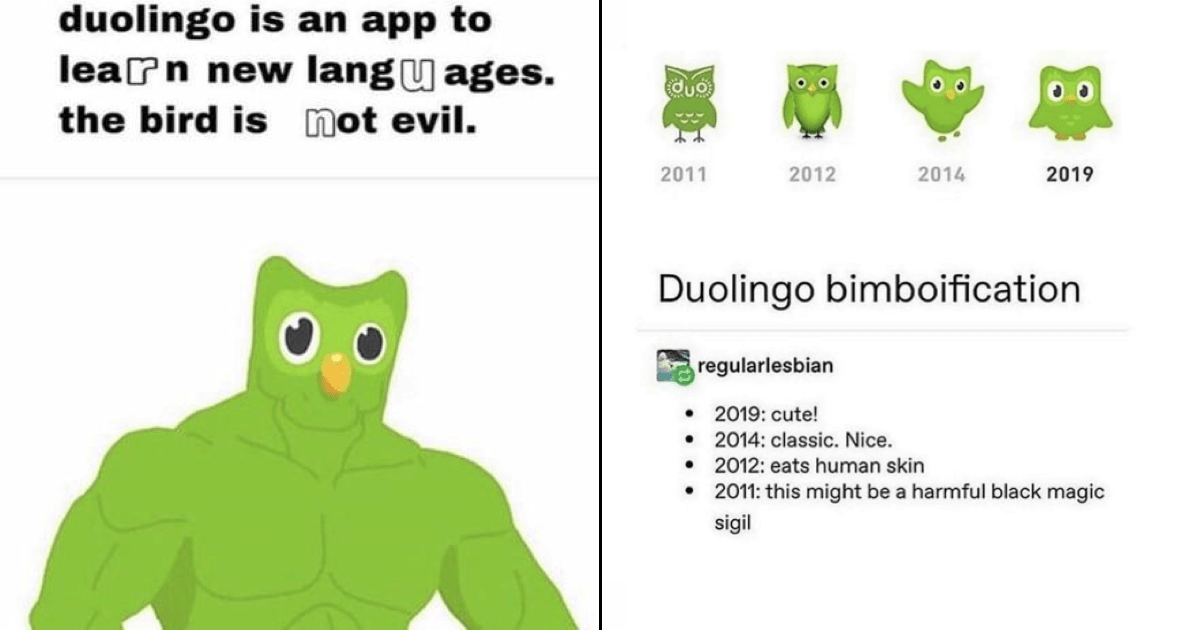 duolingo is an app to
learn new languages.
the bird is not evil.
duo
2011 2012 2014 2019
Duolingo bimboification
regularlesbian
• 2019: cute!
• 2014: classic. Nice.
• 2012: eats human skin
• 2011: this might be a harmful black magic
sigil